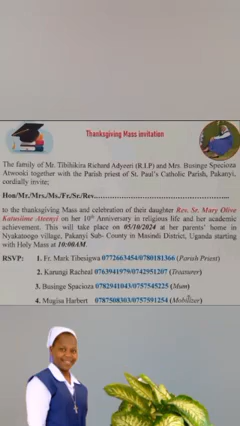 Thanksgiving Mass invitation
The family of Mr. Tibihikira Richard Adyeeri (R.I.P) and Mrs. Businge Specioza
Atwooki together with the Parish priest of St. Paul's Catholic Parish, Pakanyi,
cordially invite;
Hon/Mr./Mrs./Ms./Fr./Sr./Rev.......................................................
to the thanksgiving Mass and celebration of their daughter Res. Sr. Mary Olive
Katusiime Ateenyi on her 10th Anniversary in religious life and her academic
achievement. This will take place on 05/10/2024 at her parents' home in
Nyakatoogo village, Pakanyi Sub- County in Masindi District, Uganda starting
with Holy Mass at 10:00AM.
RSVP: 1. Fr. Mark Tibesigwa 0772663454/0780181366 (Parish Priest)
2. Karungi Racheal 0763941979/0742951207 (Treasurer)
3. Businge Spacioza 0782941043/0757545225 (Mum)
4. Mugisa Harbert 0787508303/0757591254 (Mobilizer)